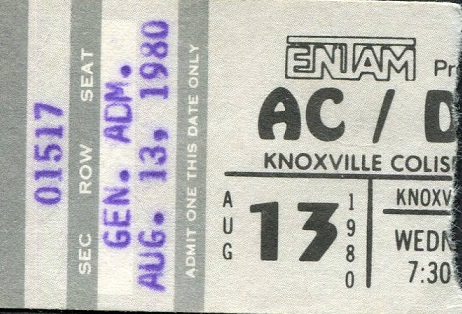 01517
SEC ROW SEAT
GEN. ADM.
AUG. 13, 1980
ADMIT ONE THIS DATE ONLY
ENTAM Pr
AC / D
KNOXVILLE COLIS
AUG 13 1980
KNOXV
WEDN
7:30